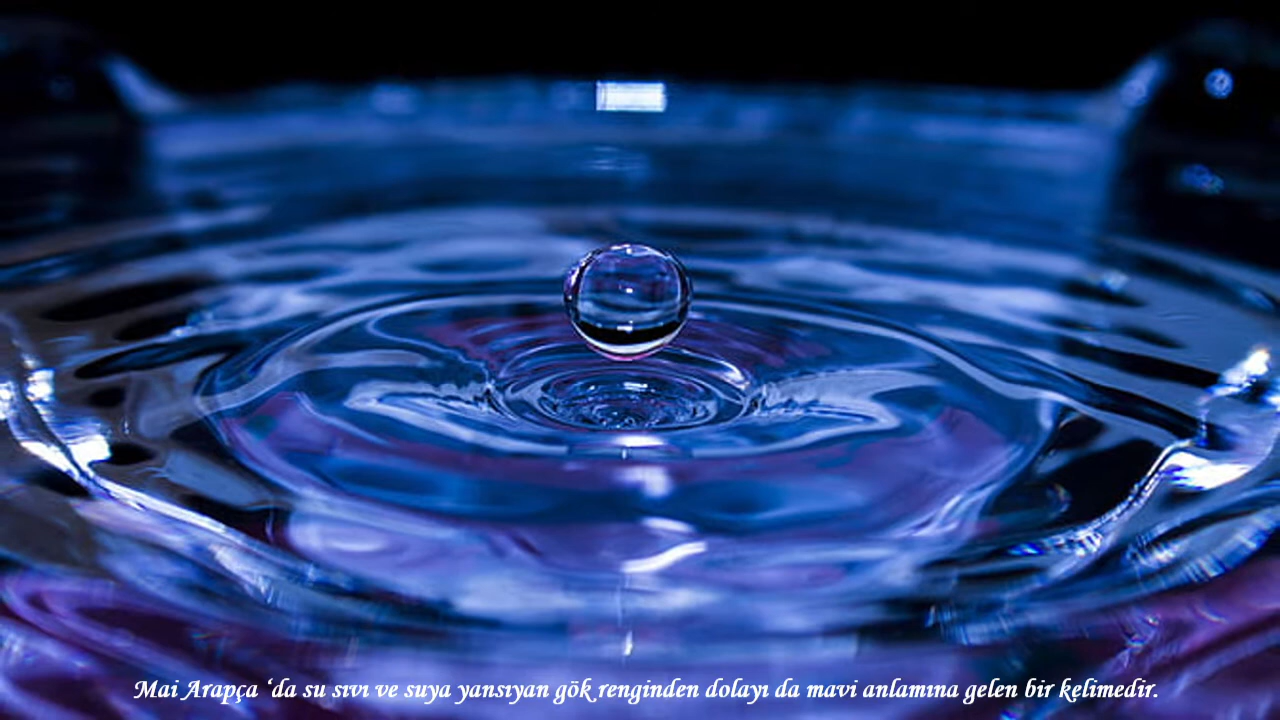 Mai Arapça ‘da su sıvı ve suya yansıyan gök renginden dolayı da mavi anlamına gelen bir kelimedir.